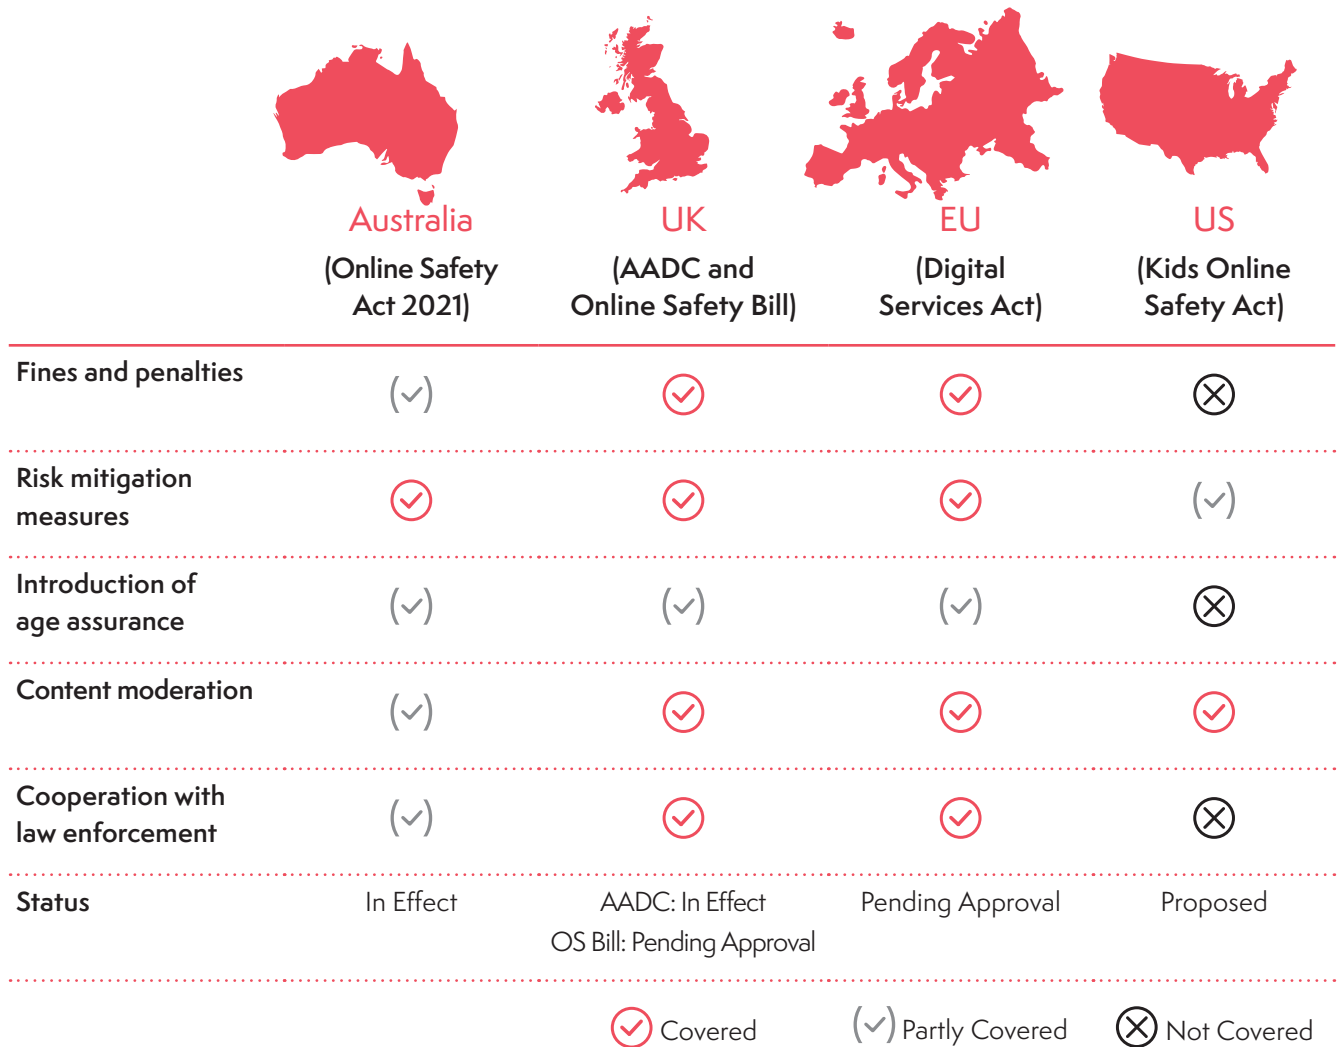 Australia
UK
EU
US
(Online Safety
Act 2021)
(AADC and
Online Safety Bill)
(Digital
Services Act)
(Kids Online
Safety Act)
Fines and penalties
Risk mitigation
measures
Introduction of
age assurance
Content moderation
Cooperation with
law enforcement
Status
In Effect
AADC: In Effect
OS Bill: Pending Approval
Pending Approval
Proposed
Covered
Partly Covered
Not Covered